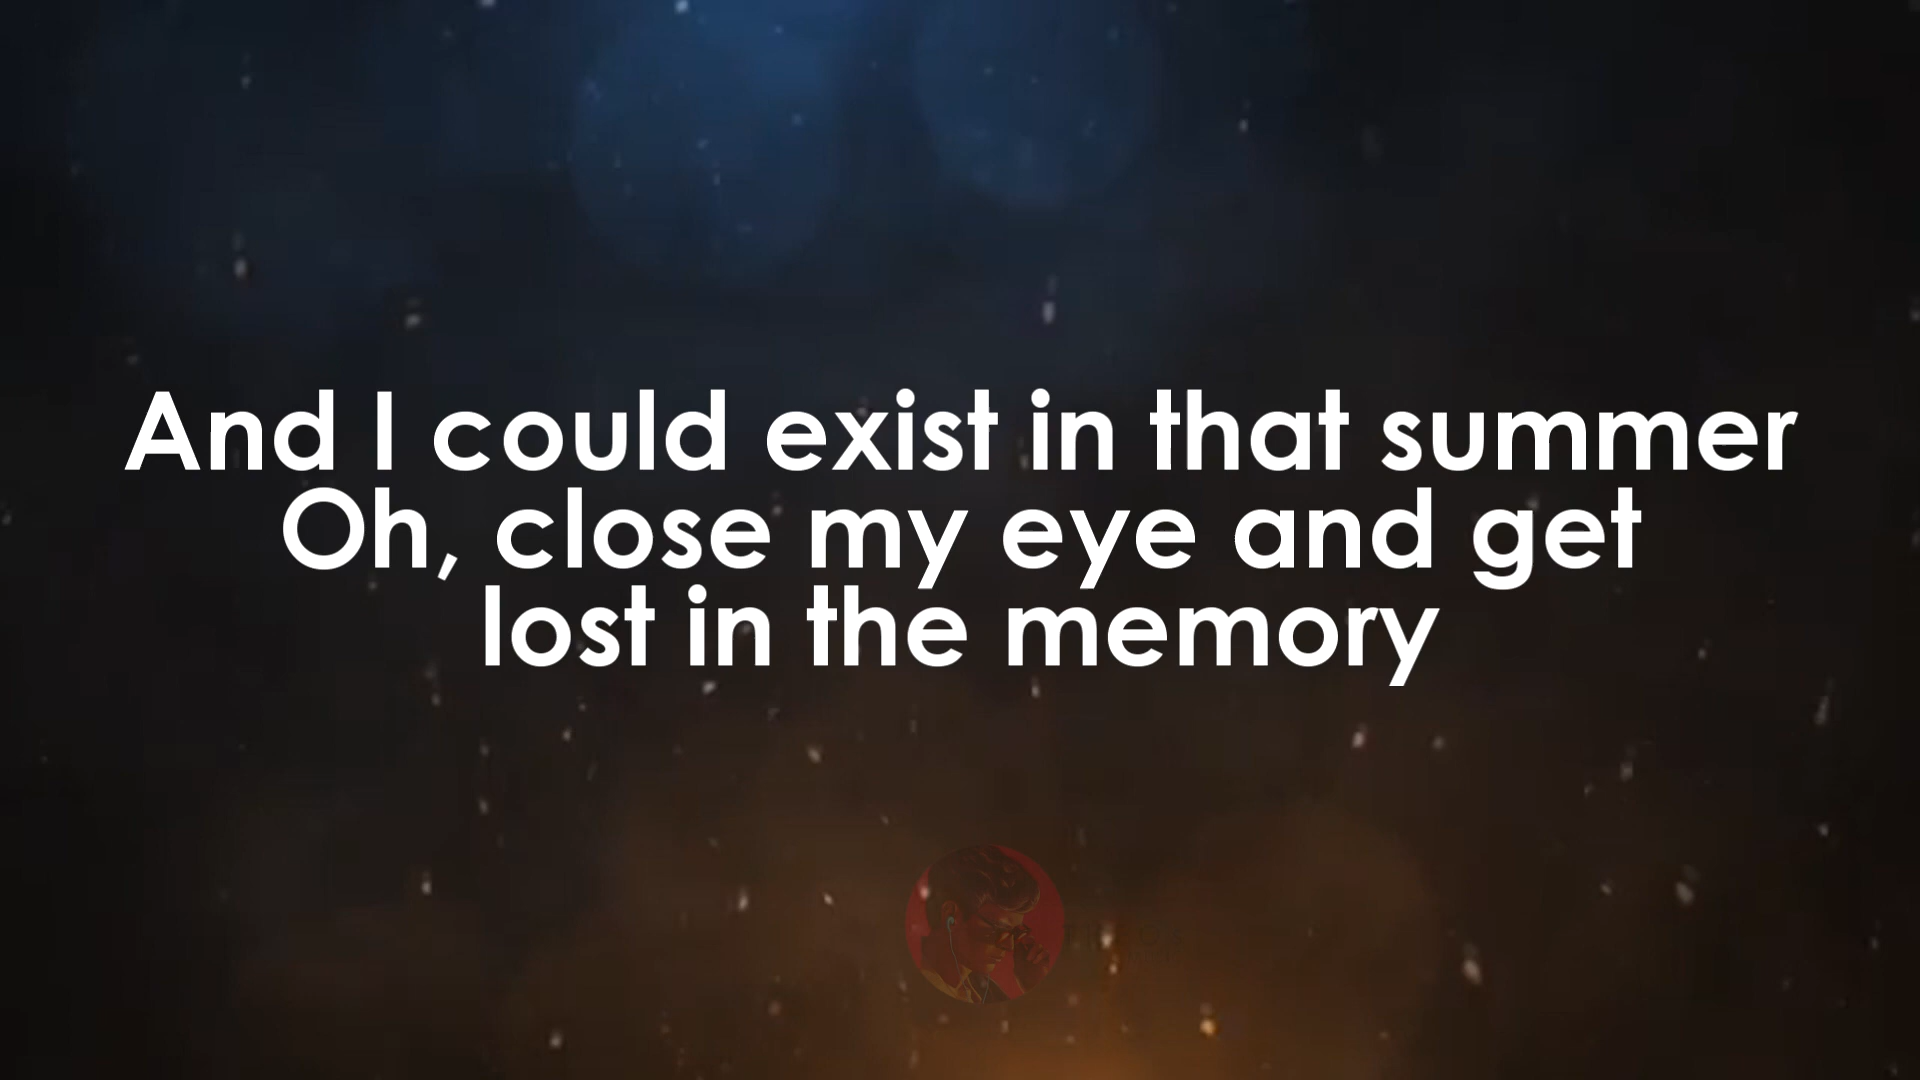 And I could exist in that summer
Oh, close my eye and get
lost in the memory